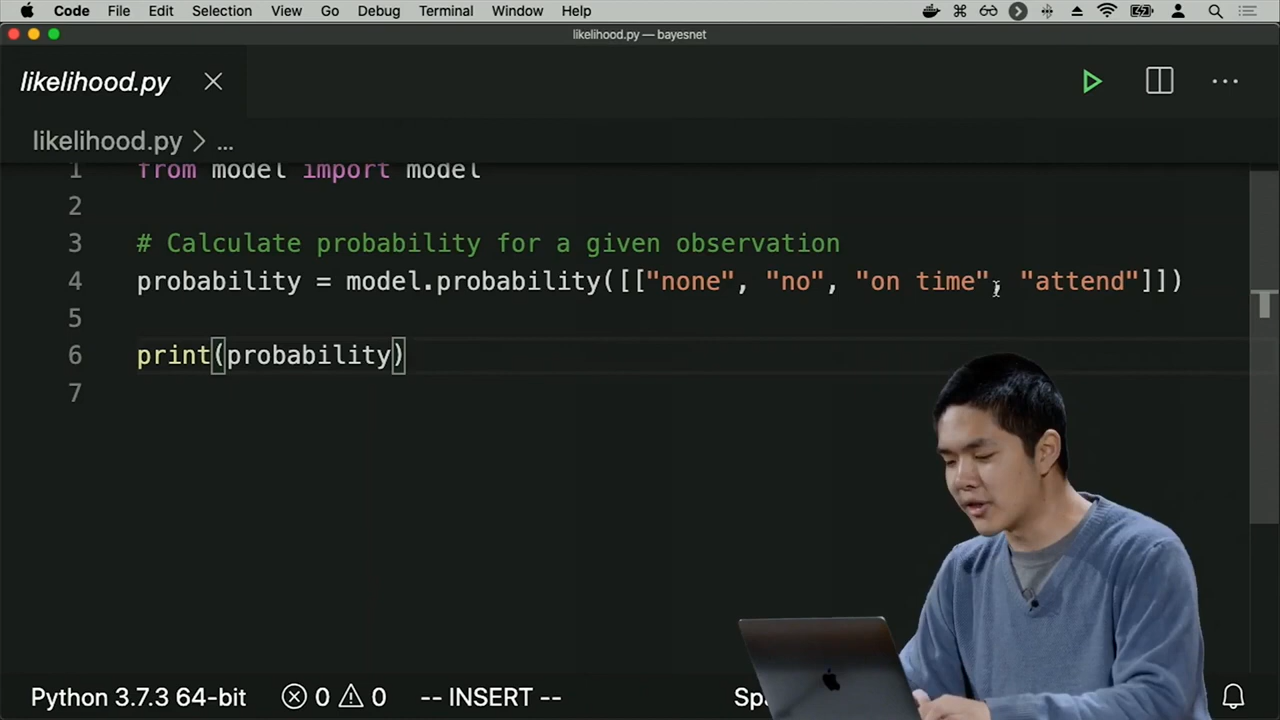 Code File Edit Selection View Go Debug Terminal Window Help
likelihood.py — bayesnet
likelihood.py
likelihood.py > ...
1 from model import model
2
3 # Calculate probability for a given observation
4 probability = model.probability([["none", "no", "on time", "attend"]])
5
6 print(probability)
7
Python 3.7.3 64-bit 0 0 -- INSERT --